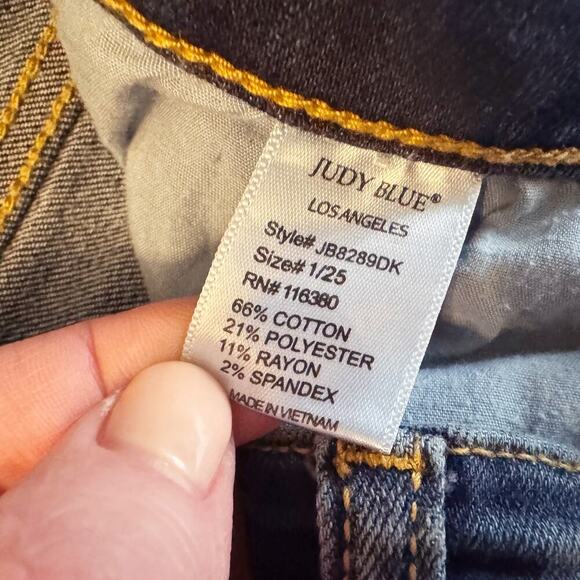 JUDY BLUE®
LOS ANGELES
Style# JB8289DK
Size# 1/25
RN# 116380
66% COTTON
21% POLYESTER
11% RAYON
2% SPANDEX
MADE IN VIETNAM